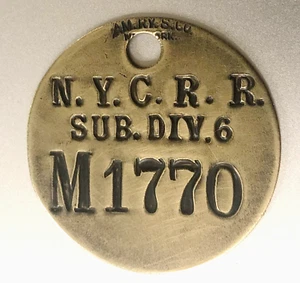 AM. RY. S. CO.
N.Y.C.R.R.
SUB.DIV.6
M1770